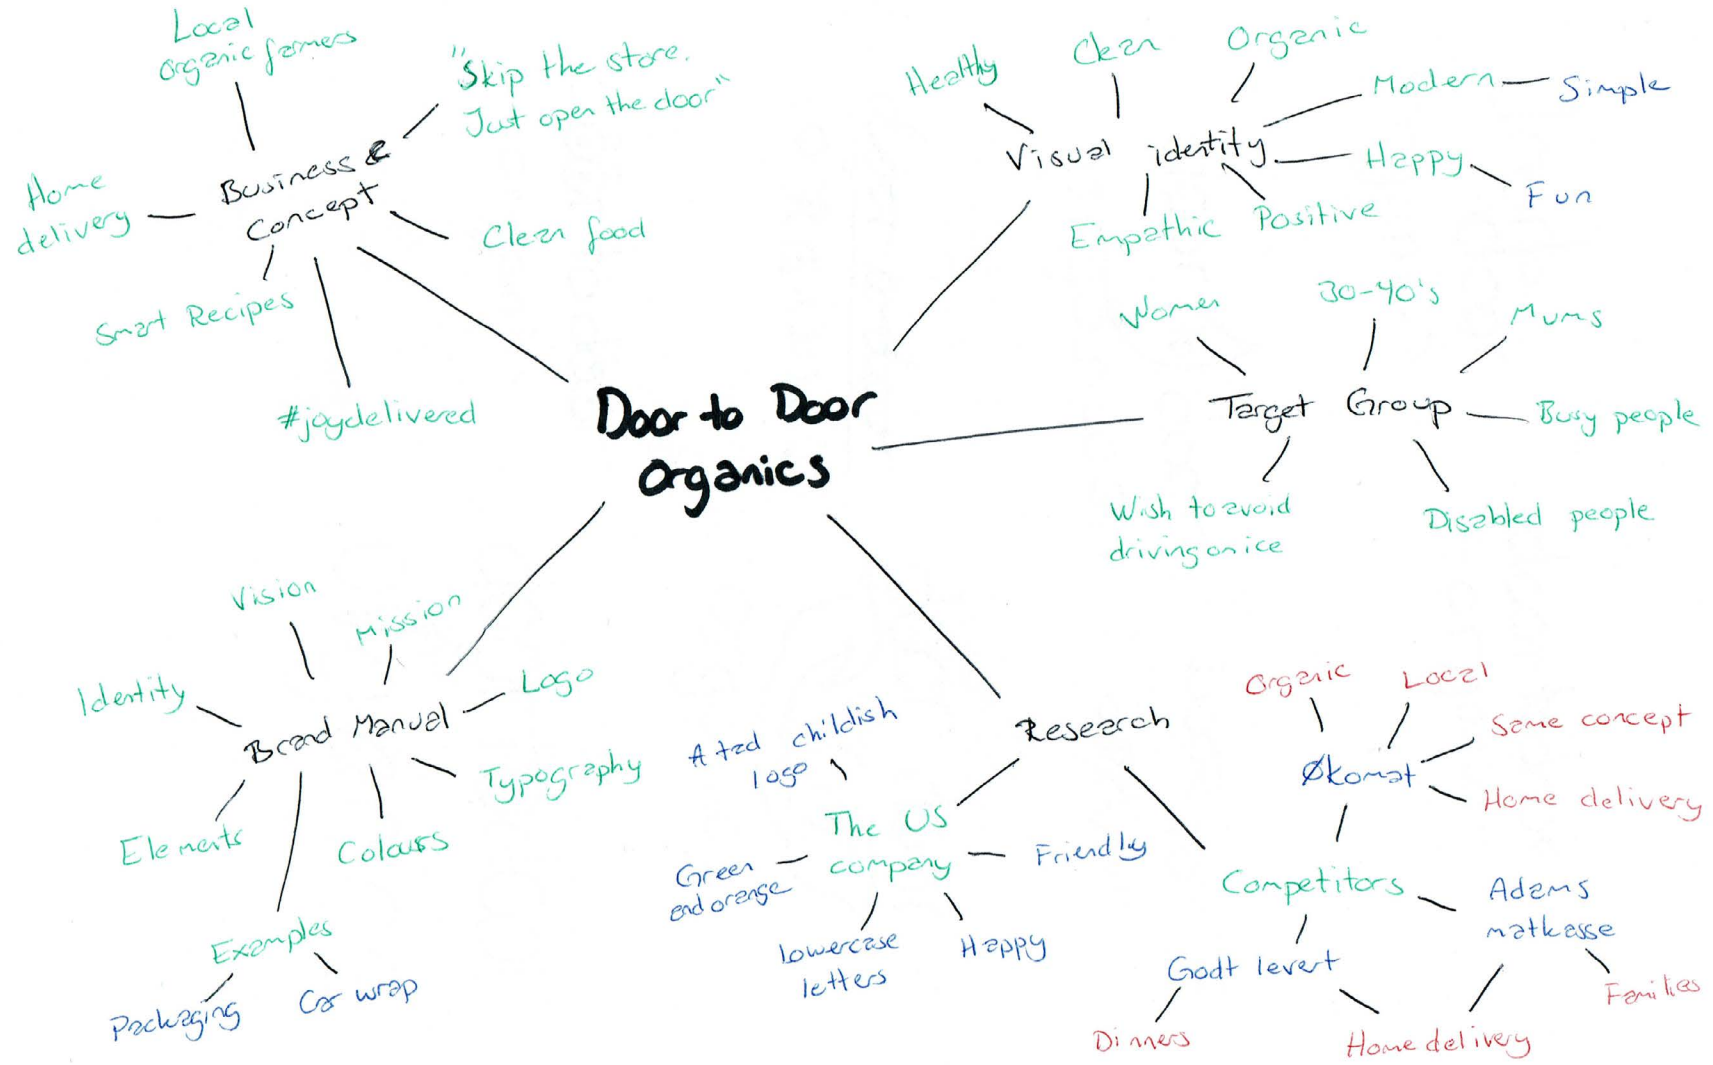 Door to Door
Organics
Business &
Concept
Local
organic farmers
"Skip the store.
Just open the door"
Home
delivery
Clean food
Smart Recipes
#joydelivered
Visual identity
Healthy
Clean
Organic
Modern
Simple
Happy
Fun
Positive
Empathic
Target Group
Women
30-40's
Mums
Busy people
Disabled people
Wish to avoid
driving on ice
Brand Manual
Vision
Mission
Identity
Logo
Typography
Colours
Elements
Examples
Packaging
Car wrap
Research
The US
company
A tad childish
logo
Green
and orange
Friendly
lowercase
letters
Happy
Competitors
Økomat
Organic
Local
Same concept
Home delivery
Adams
matkasse
Families
Godt levert
Dinners
Home delivery